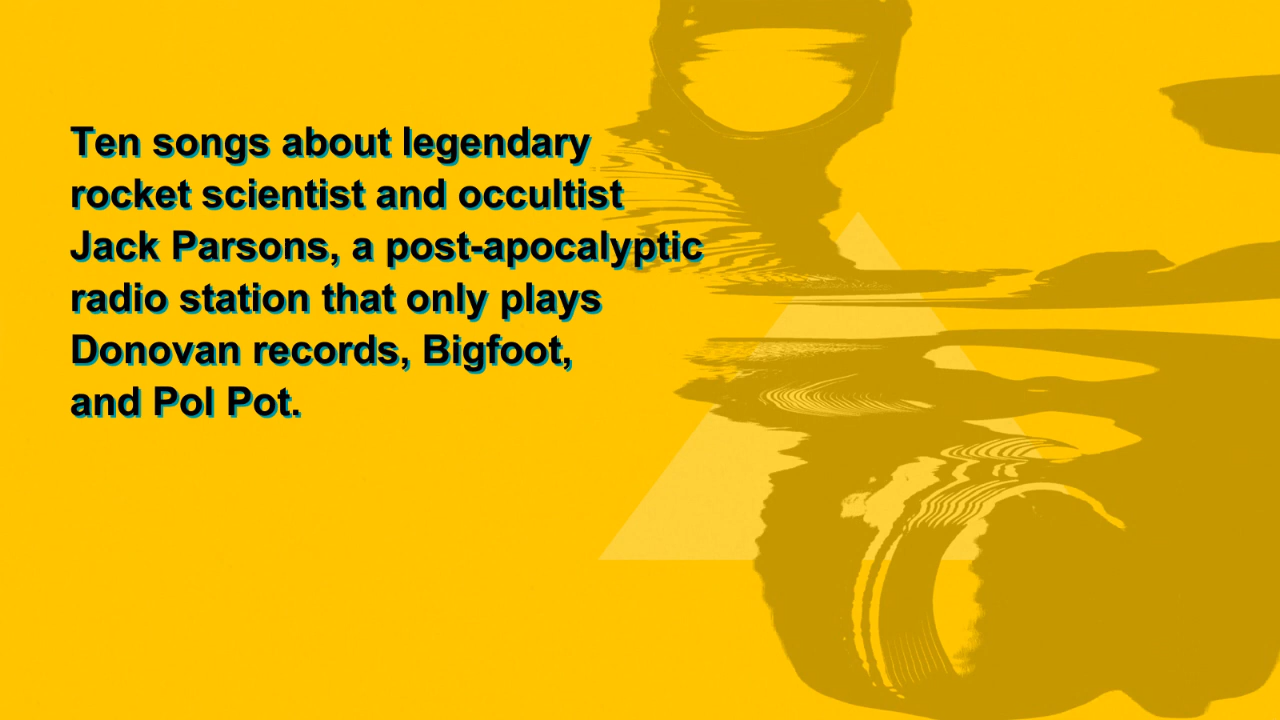 Ten songs about legendary
rocket scientist and occultist
Jack Parsons, a post-apocalyptic
radio station that only plays
Donovan records, Bigfoot,
and Pol Pot.